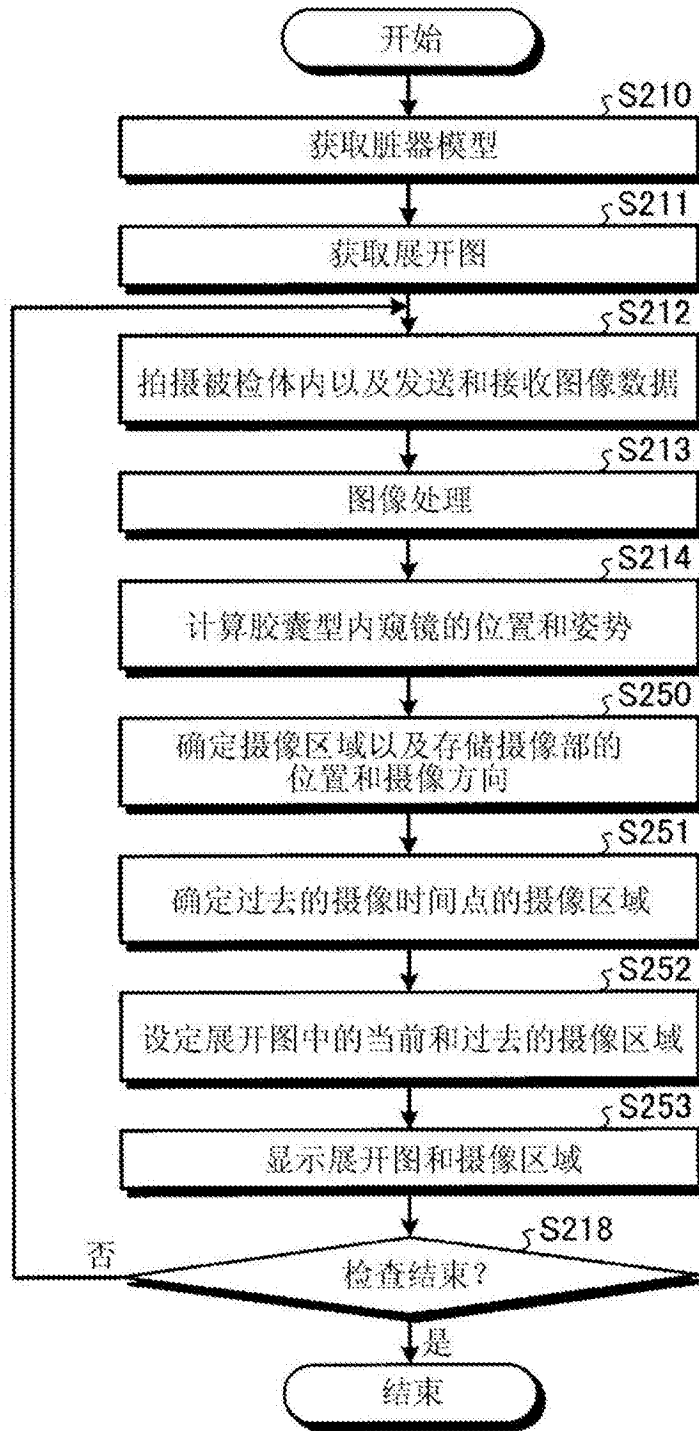 开始
S210
获取脏器模型
S211
获取展开图
S212
拍摄被检体内以及发送和接收图像数据
S213
图像处理
S214
计算胶囊型内窥镜的位置和姿势
S250
确定摄像区域以及存储摄像部的
位置和摄像方向
S251
确定过去的摄像时间点的摄像区域
S252
设定展开图中的当前和过去的摄像区域
S253
显示展开图和摄像区域
S218
否
检查结束？
是
结束